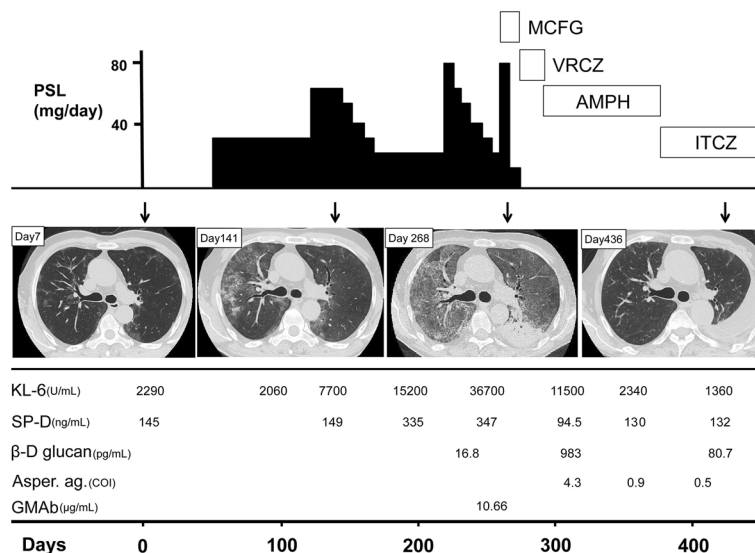 MCFG
VRCZ
AMPH
ITCZ
PSL
(mg/day)
80
40
Day7
Day141
Day 268
Day436
KL-6(U/mL) 2290 2060 7700 15200 36700 11500 2340 1360
SP-D(ng/mL) 145 149 335 347 94.5 130 132
β-D glucan(pg/mL) 16.8 983 80.7
Asper. ag.(COI) 4.3 0.9 0.5
GMAb(μg/mL) 10.66
Days 0 100 200 300 400